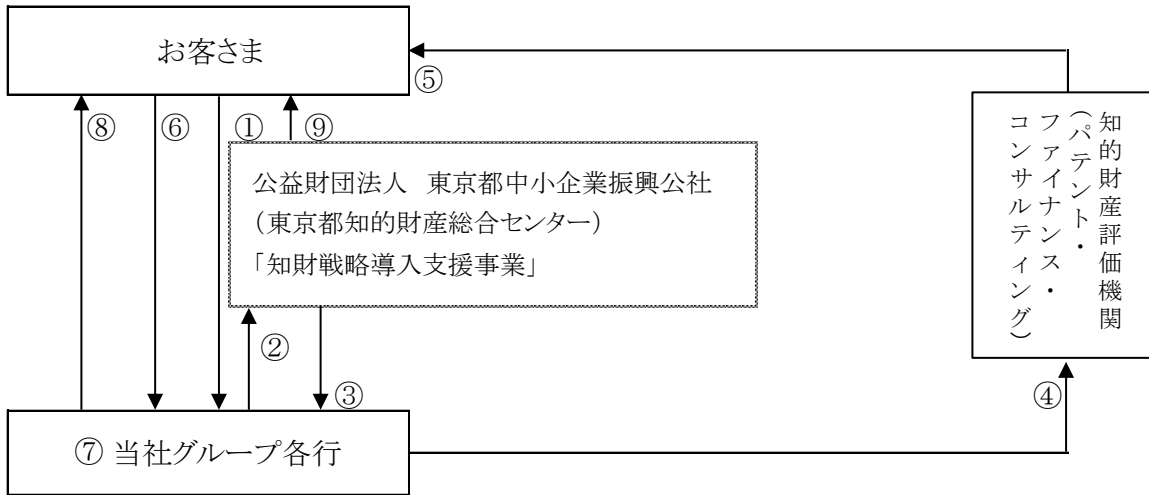 お客さま
⑤
⑧
⑥
①
⑨
公益財団法人 東京都中小企業振興公社
(東京都知的財産総合センター)
「知財戦略導入支援事業」
知的財産評価機関
(パテント・
ファイナンス・
コンサルティング)
②
③
④
⑦ 当社グループ各行